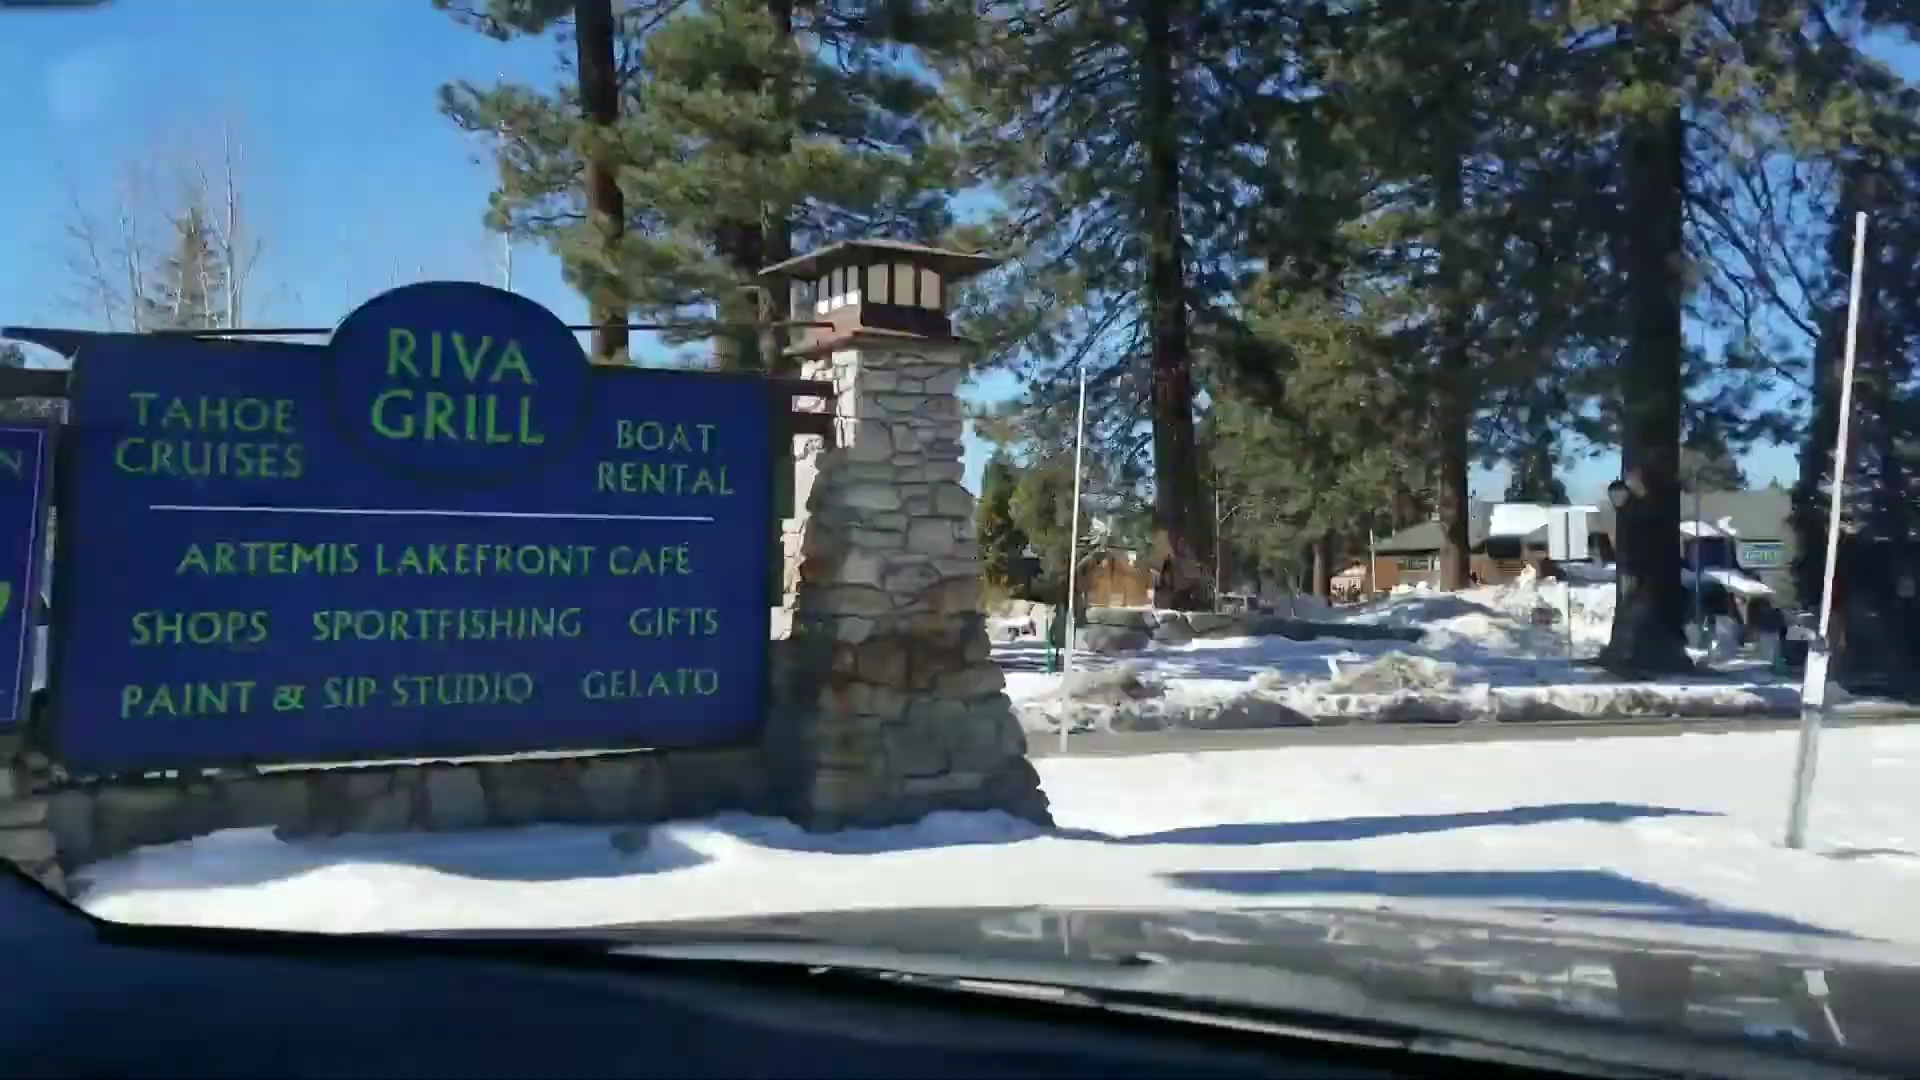 RIVA
GRILL
TAHOE
CRUISES
BOAT
RENTAL
ARTEMIS LAKEFRONT CAFE
SHOPS SPORTFISHING GIFTS
PAINT & SIP STUDIO GELATO